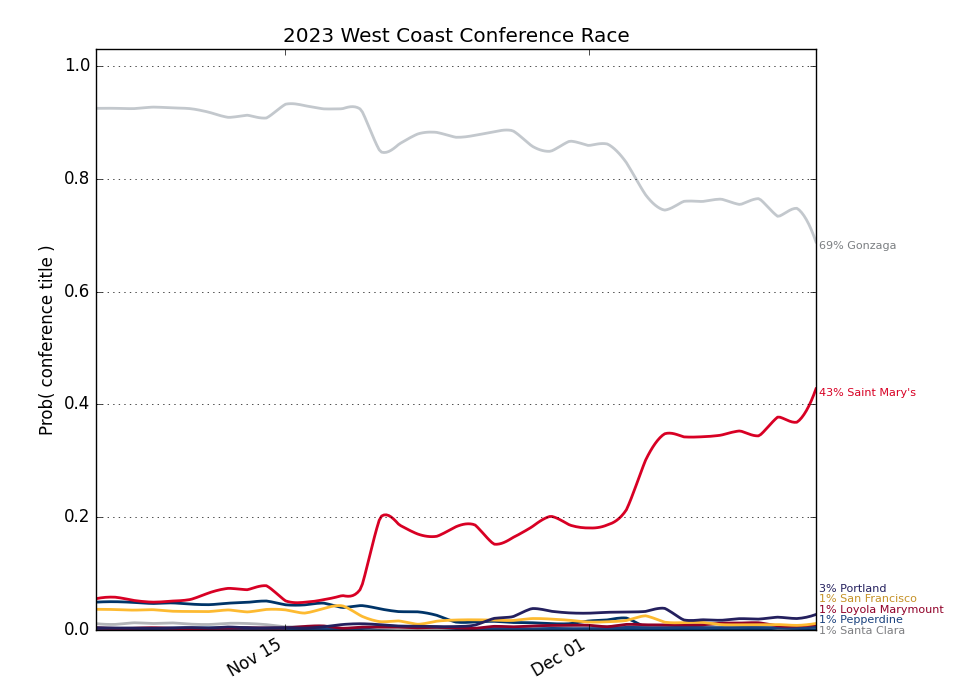 2023 West Coast Conference Race
Prob( conference title )
1.0
0.8
0.6
0.4
0.2
0.0
Nov 15
Dec 01
69% Gonzaga
43% Saint Mary's
3% Portland
1% San Francisco
1% Loyola Marymount
1% Pepperdine
1% Santa Clara